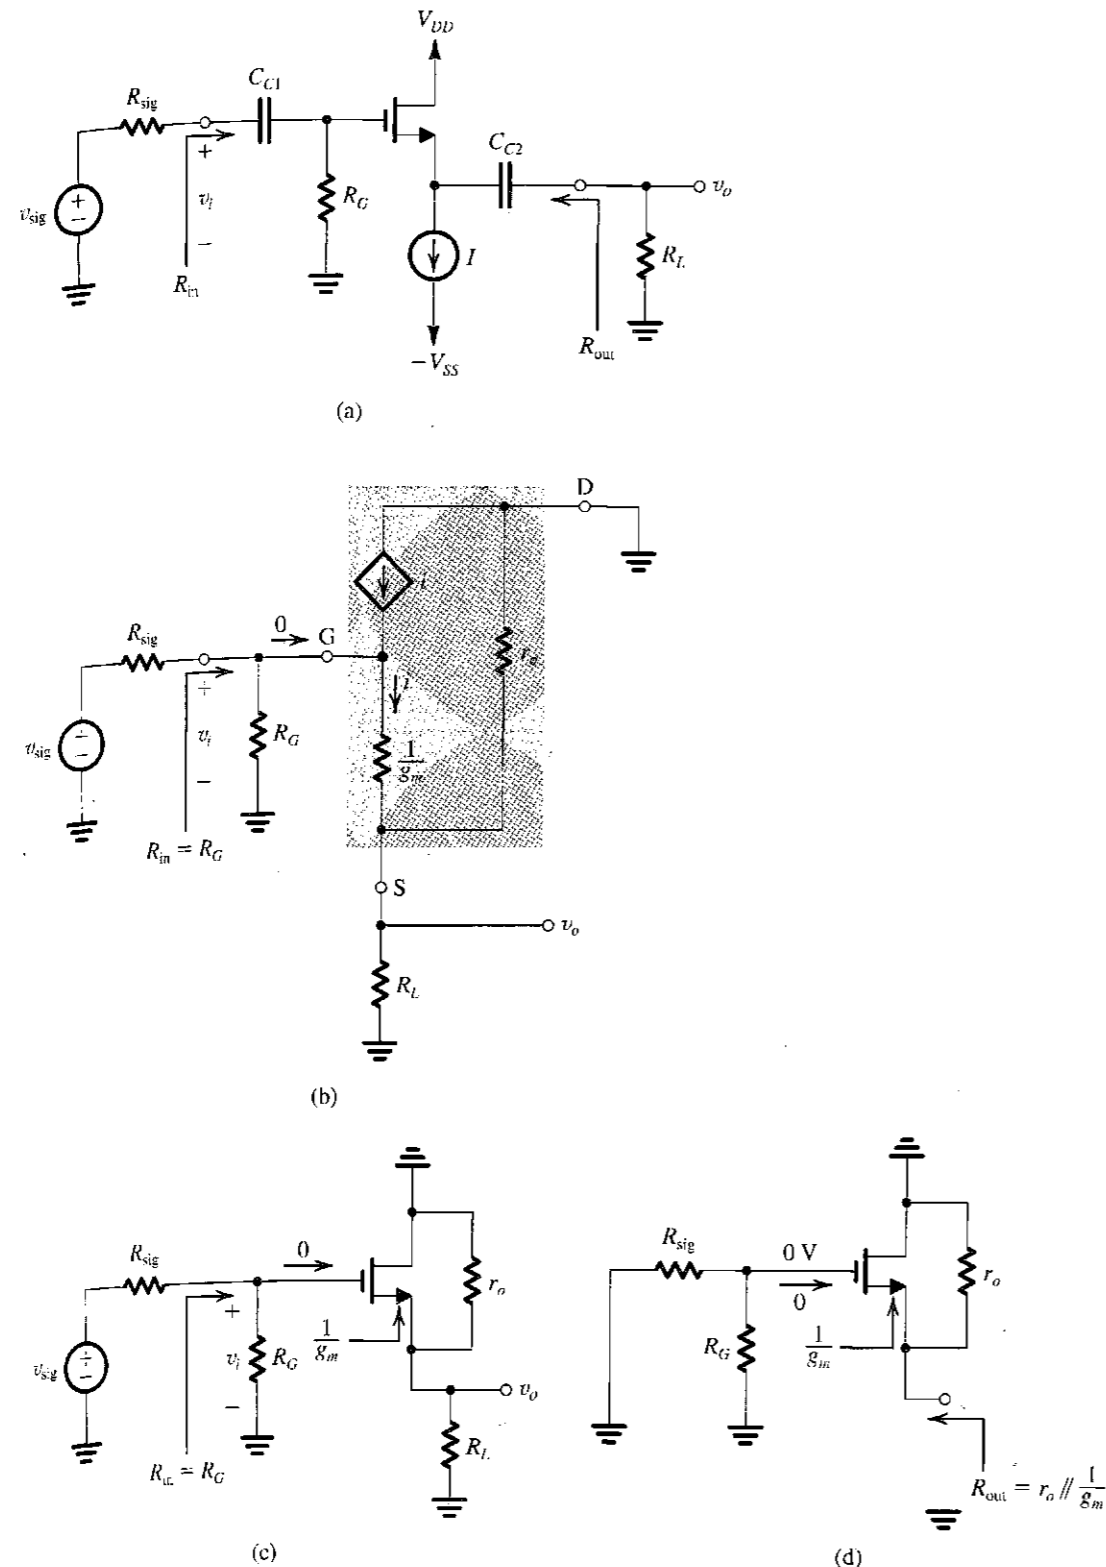 V_DD
C_C1
R_sig
C_C2
+
v_i
−
+
−
v_sig
R_G
v_o
I
R_L
R_in
R_out
−V_SS
(a)
D
i
R_sig
0
G
r_o
+
i
v_sig
v_i
R_G
1/g_m
−
R_in = R_G
S
v_o
R_L
(b)
R_sig
0
R_sig
0 V
0
r_o
r_o
+
1/g_m
R_G
1/g_m
v_sig
v_i
R_G
−
v_o
R_L
R_in = R_G
R_out = r_o // 1/g_m
(c)
(d)